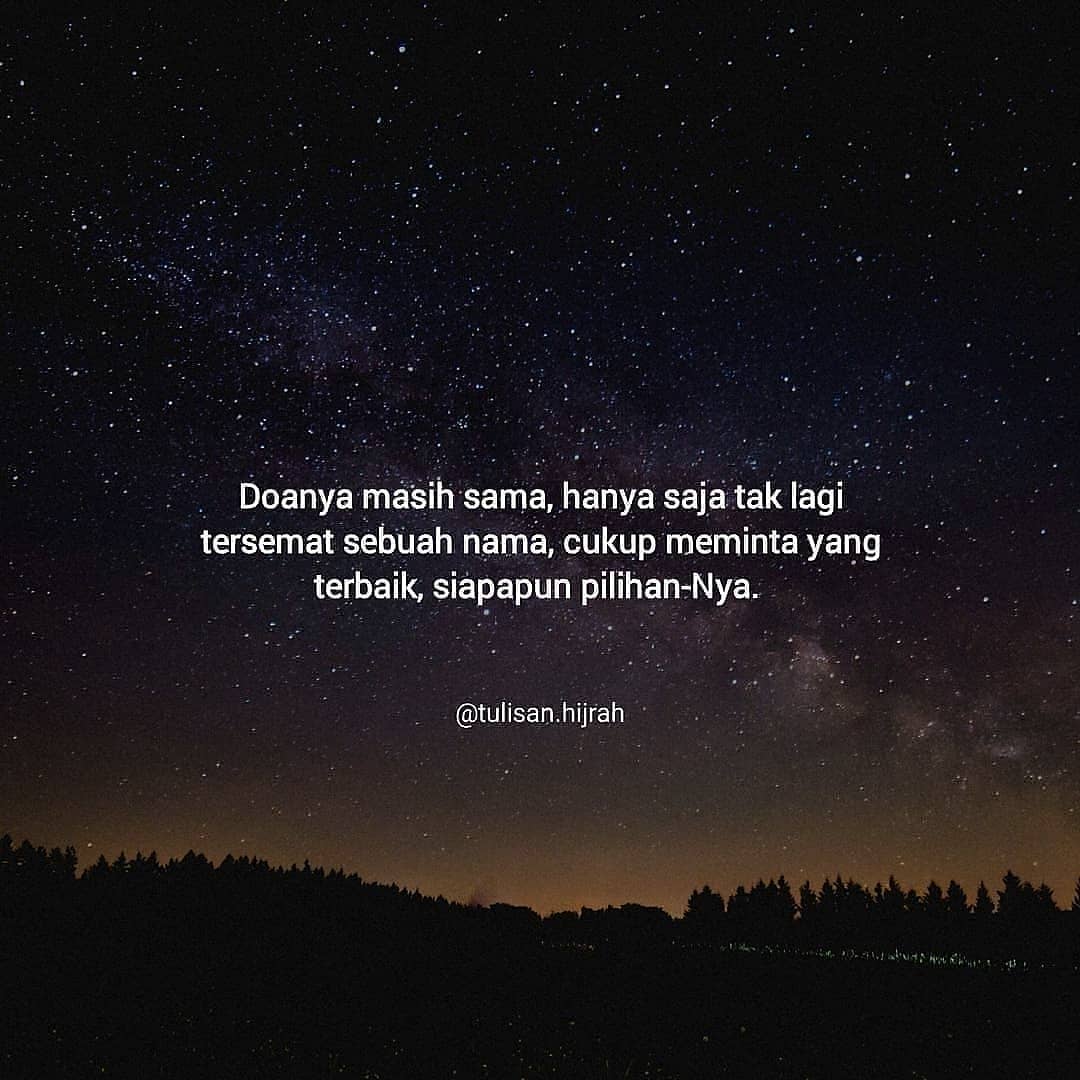 Doanya masih sama, hanya saja tak lagi
tersemat sebuah nama, cukup meminta yang
terbaik, siapapun pilihan-Nya.
@tulisan.hijrah